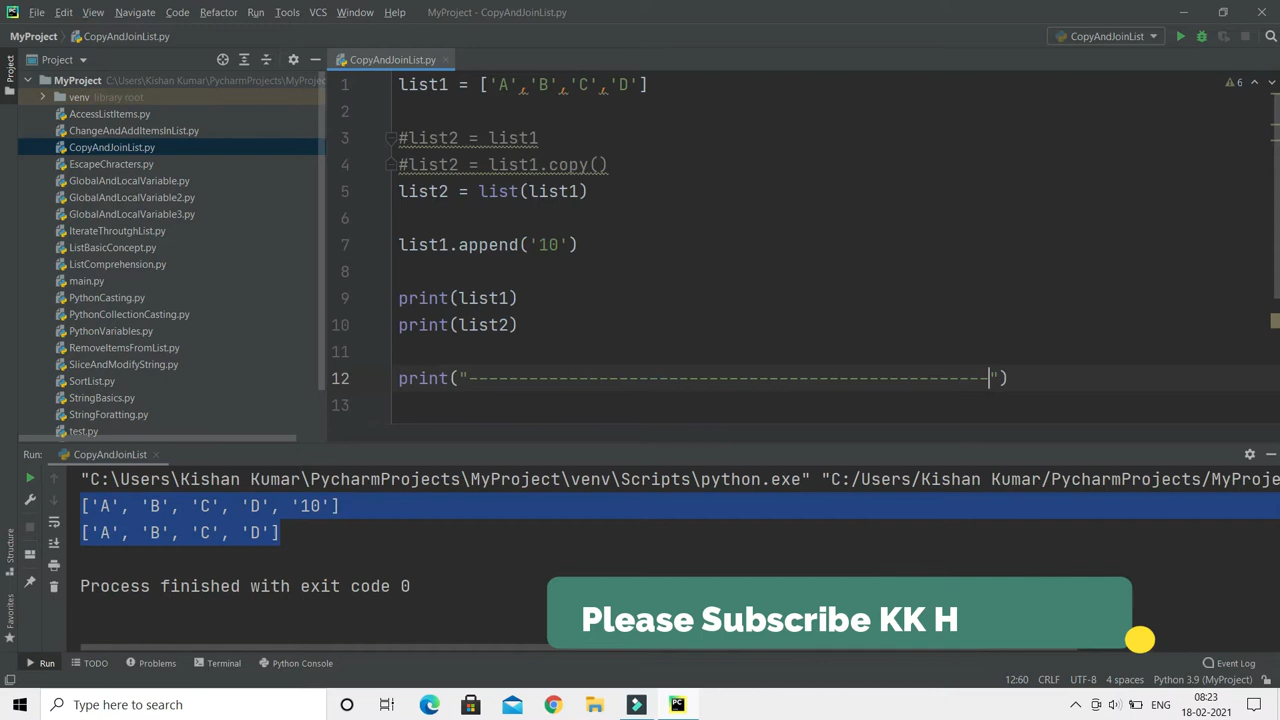 File Edit View Navigate Code Refactor Run Tools VCS Window Help MyProject - CopyAndJoinList.py
MyProject CopyAndJoinList.py CopyAndJoinList
Project CopyAndJoinList.py
MyProject C:\Users\Kishan Kumar\PycharmProjects\MyProjec
venv library root
AccessListItems.py
ChangeAndAddItemsInList.py
CopyAndJoinList.py
EscapeChracters.py
GlobalAndLocalVariable.py
GlobalAndLocalVariable2.py
GlobalAndLocalVariable3.py
IterateThroutghList.py
ListBasicConcept.py
ListComprehension.py
main.py
PythonCasting.py
PythonCollectionCasting.py
PythonVariables.py
RemoveItemsFromList.py
SliceAndModifyString.py
SortList.py
StringBasics.py
StringForatting.py
test.py
1 list1 = ['A','B','C','D']
2
3 #list2 = list1
4 #list2 = list1.copy()
5 list2 = list(list1)
6
7 list1.append('10')
8
9 print(list1)
10 print(list2)
11
12 print("----------------------------------------------------")
13
6
Project
Structure
Favorites
Run: CopyAndJoinList
"C:\Users\Kishan Kumar\PycharmProjects\MyProject\venv\Scripts\python.exe" "C:/Users/Kishan Kumar/PycharmProjects/MyProje
['A', 'B', 'C', 'D', '10']
['A', 'B', 'C', 'D']
Process finished with exit code 0
Please Subscribe KK H
Run TODO Problems Terminal Python Console Event Log
12:60 CRLF UTF-8 4 spaces Python 3.9 (MyProject)
Type here to search
ENG
08:23
18-02-2021